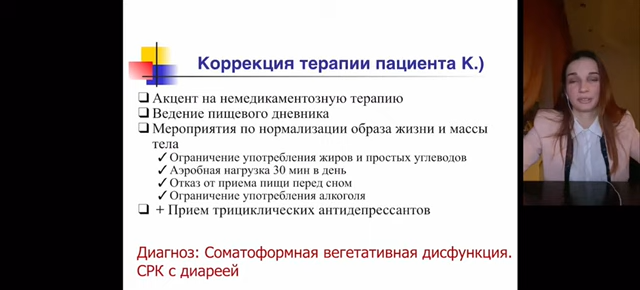 Коррекция терапии пациента К.)
Акцент на немедикаментозную терапию
Ведение пищевого дневника
Мероприятия по нормализации образа жизни и массы
тела
Ограничение употребления жиров и простых углеводов
Аэробная нагрузка 30 мин в день
Отказ от приема пищи перед сном
Ограничение употребления алкоголя
+ Прием трициклических антидепрессантов
Диагноз: Соматоформная вегетативная дисфункция.
СРК с диареей